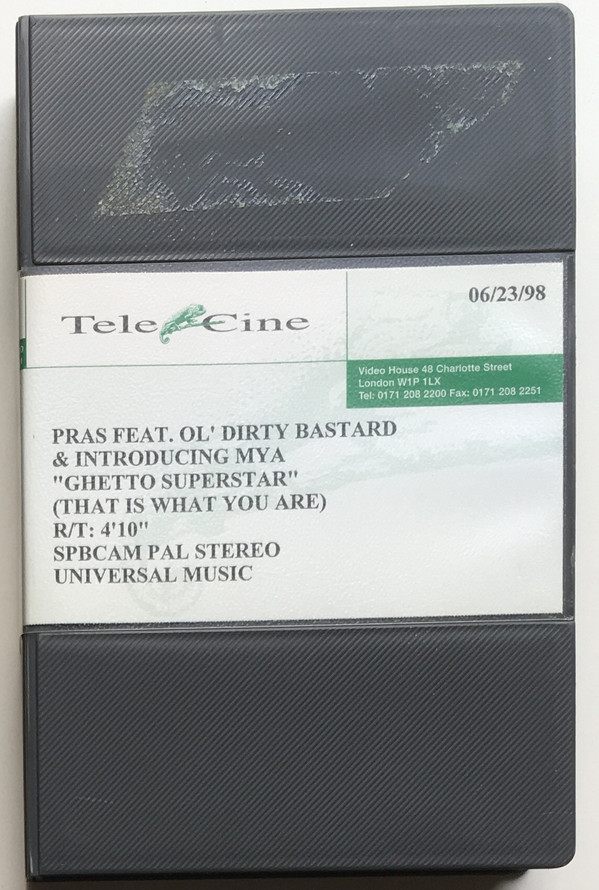 Tele Cine
06/23/98
Video House 48 Charlotte Street
London W1P 1LX
Tel: 0171 208 2200 Fax: 0171 208 2251
PRAS FEAT. OL' DIRTY BASTARD
& INTRODUCING MYA
"GHETTO SUPERSTAR"
(THAT IS WHAT YOU ARE)
R/T: 4'10"
SPBCAM PAL STEREO
UNIVERSAL MUSIC